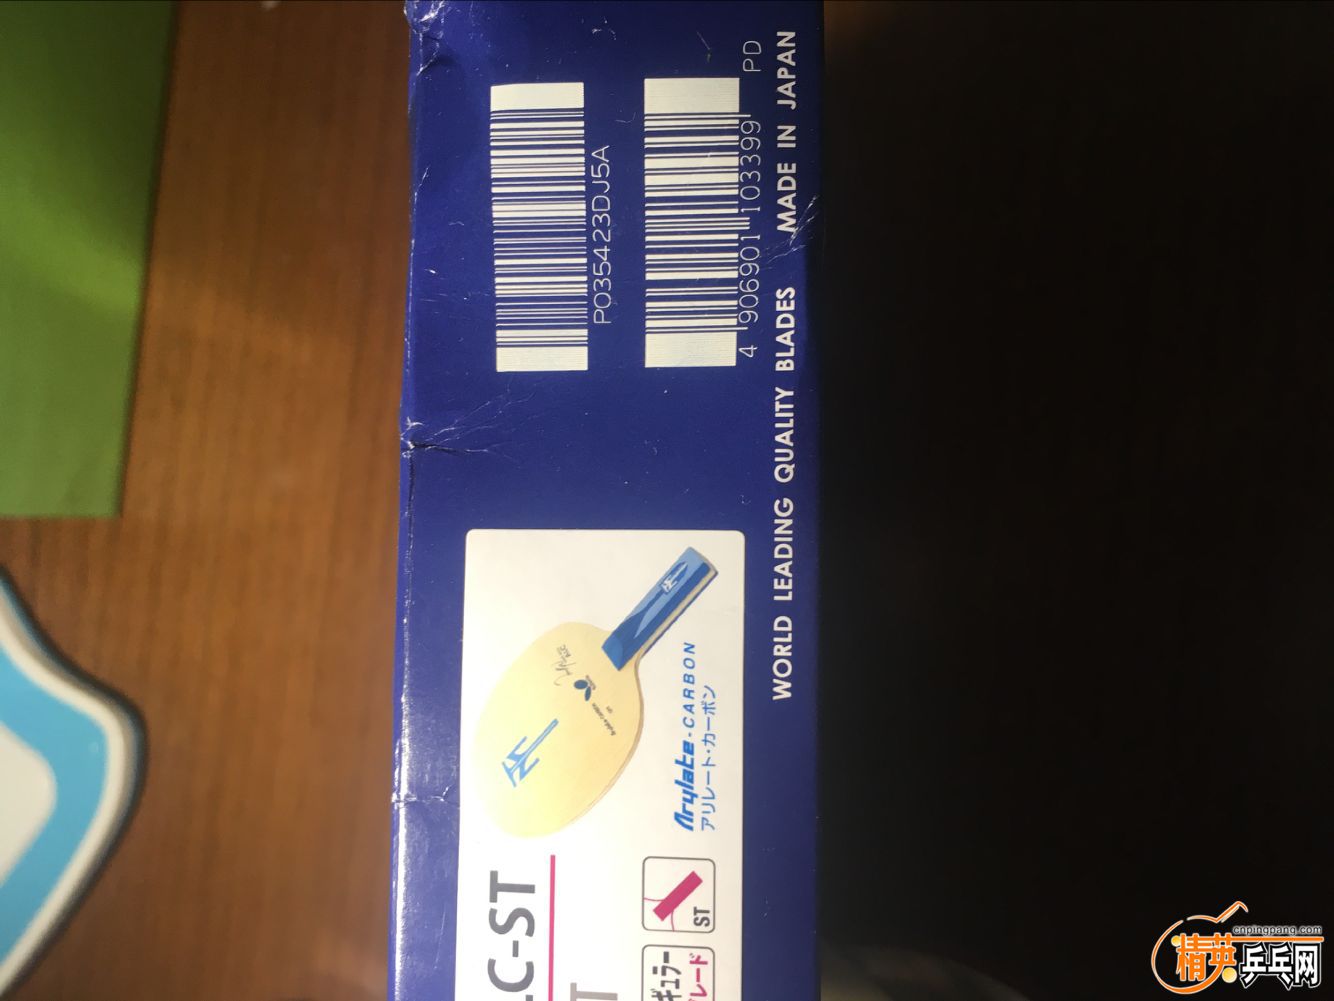 P035423DJ5A
4 906901 103399 PD
WORLD LEADING QUALITY BLADES MADE IN JAPAN
Arylate-CARBON
アリレート・カーボン
LC-ST
ST
cnpingpang.com
精英乒乓网